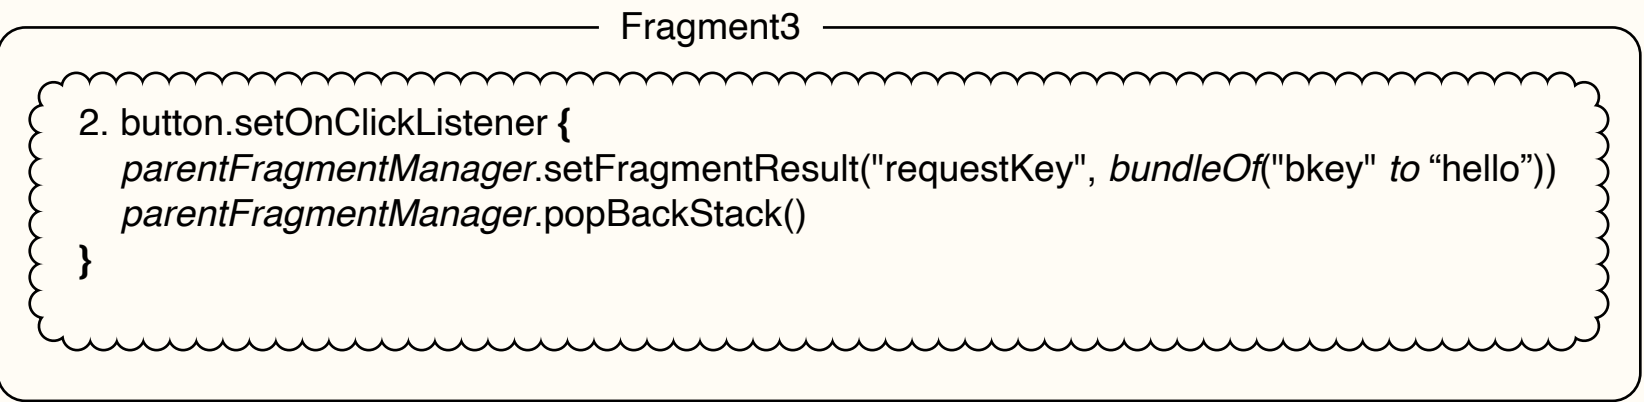 Fragment3
2. button.setOnClickListener {
parentFragmentManager.setFragmentResult("requestKey", bundleOf("bkey" to “hello”))
parentFragmentManager.popBackStack()
}